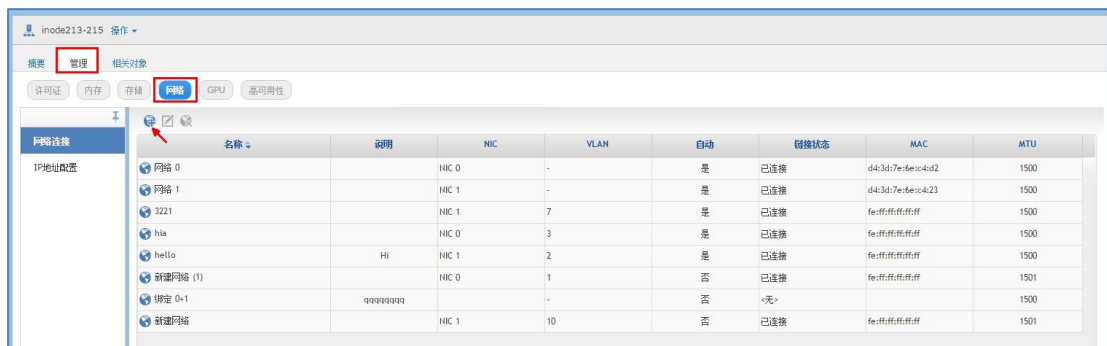 inode213-215 操作
摘要 管理 相关对象
许可证 内存 存储 网络 GPU 高可用性
网络连接
IP地址配置
名称 说明 NIC VLAN 自动 链接状态 MAC MTU
网络 0 NIC 0 - 是 已连接 d4:3d:7e:6e:c4:d2 1500
网络 1 NIC 1 - 是 已连接 d4:3d:7e:6e:c4:23 1500
3221 NIC 1 7 是 已连接 fe:ff:ff:ff:ff:ff 1500
hia NIC 0 3 是 已连接 fe:ff:ff:ff:ff:ff 1500
hello Hi NIC 1 2 是 已连接 fe:ff:ff:ff:ff:ff 1500
新建网络 (1) NIC 0 1 否 已连接 fe:ff:ff:ff:ff:ff 1501
绑定 0+1 qqqqqqqq - 否 <无> 1500
新建网络 NIC 1 10 否 已连接 fe:ff:ff:ff:ff:ff 1501